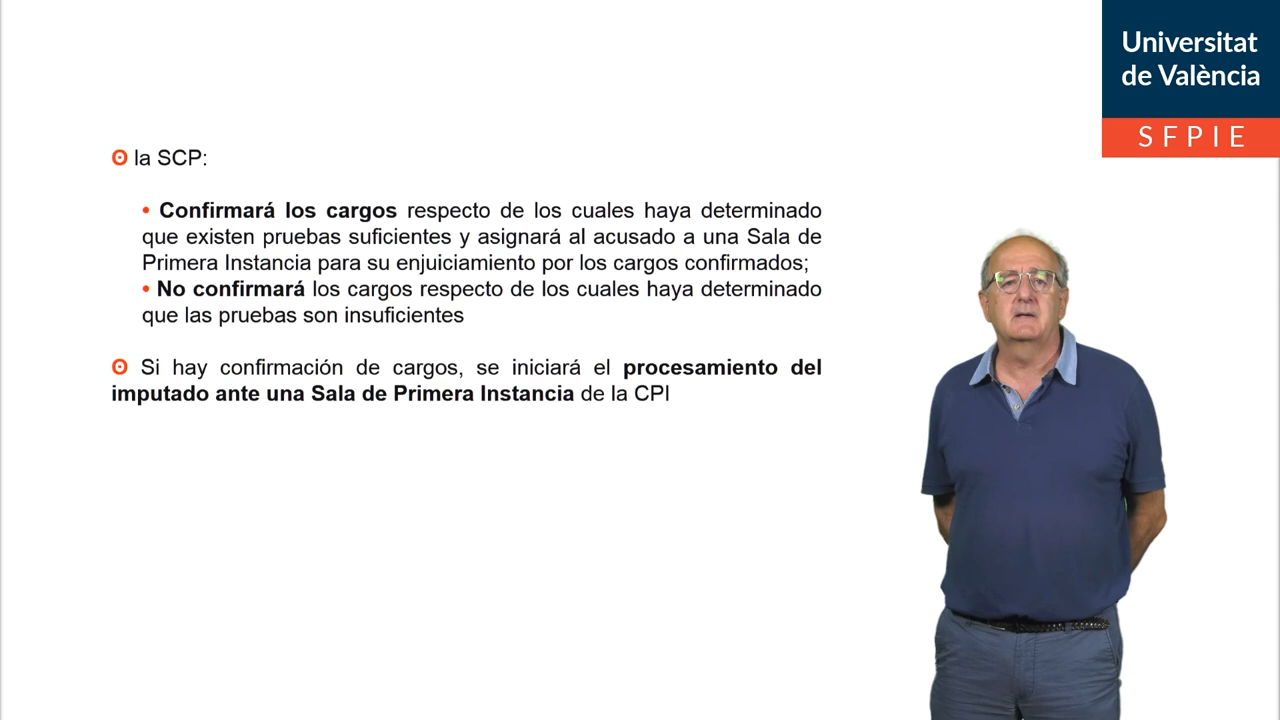 Universitat
de València
SFPIE
la SCP:
• Confirmará los cargos respecto de los cuales haya determinado
que existen pruebas suficientes y asignará al acusado a una Sala de
Primera Instancia para su enjuiciamiento por los cargos confirmados;
• No confirmará los cargos respecto de los cuales haya determinado
que las pruebas son insuficientes
Si hay confirmación de cargos, se iniciará el procesamiento del
imputado ante una Sala de Primera Instancia de la CPI